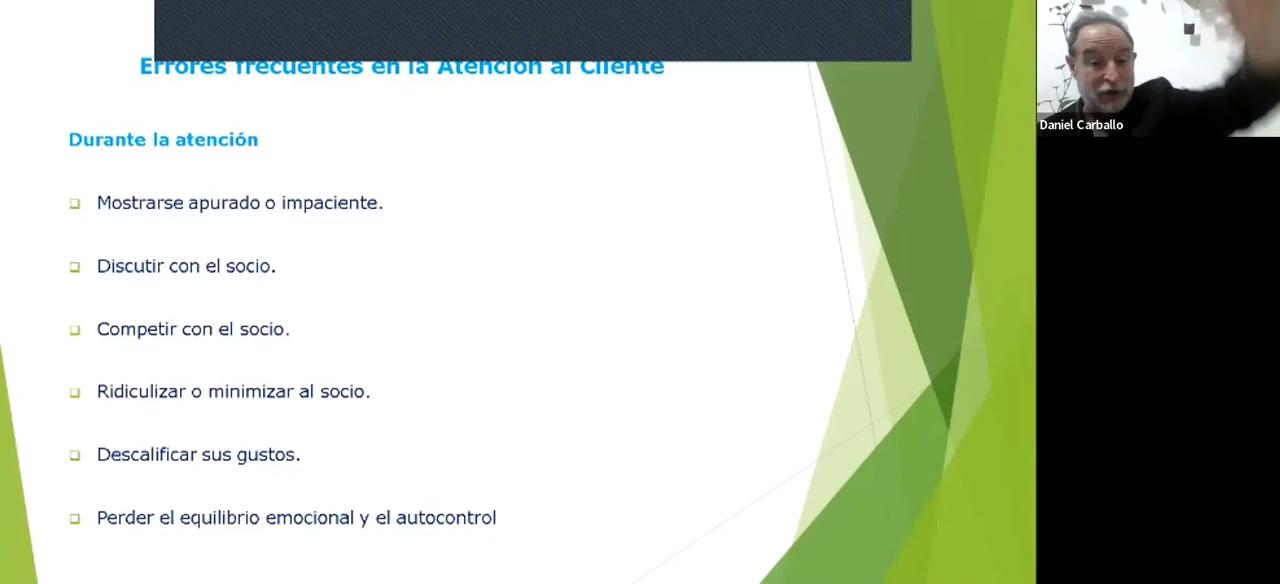 Errores frecuentes en la Atención al Cliente
Durante la atención
Mostrarse apurado o impaciente.
Discutir con el socio.
Competir con el socio.
Ridiculizar o minimizar al socio.
Descalificar sus gustos.
Perder el equilibrio emocional y el autocontrol
Daniel Carballo